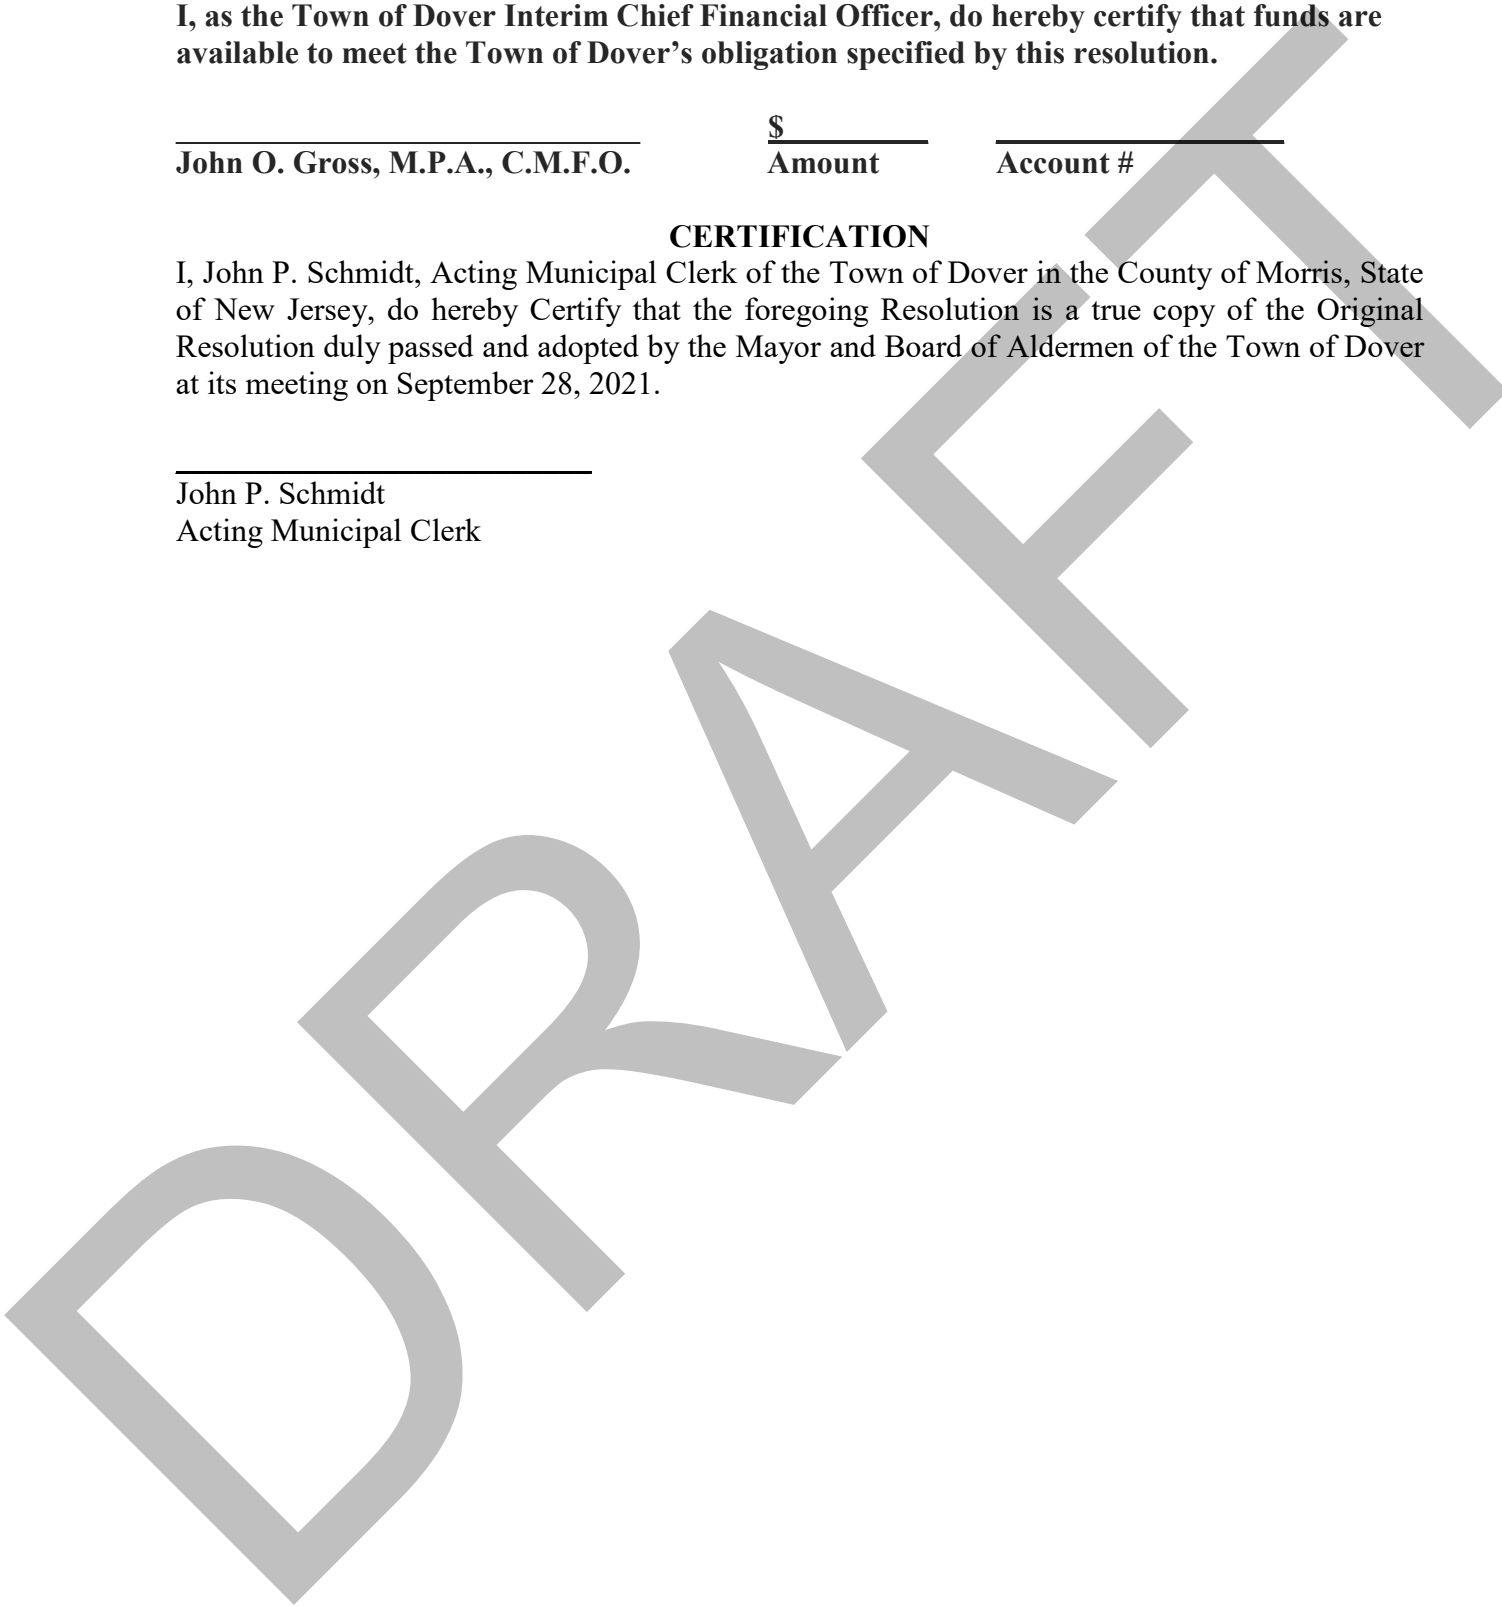 I, as the Town of Dover Interim Chief Financial Officer, do hereby certify that funds are
available to meet the Town of Dover’s obligation specified by this resolution.
$
John O. Gross, M.P.A., C.M.F.O. Amount Account #
CERTIFICATION
I, John P. Schmidt, Acting Municipal Clerk of the Town of Dover in the County of Morris, State
of New Jersey, do hereby Certify that the foregoing Resolution is a true copy of the Original
Resolution duly passed and adopted by the Mayor and Board of Aldermen of the Town of Dover
at its meeting on September 28, 2021.
John P. Schmidt
Acting Municipal Clerk
DRAFT